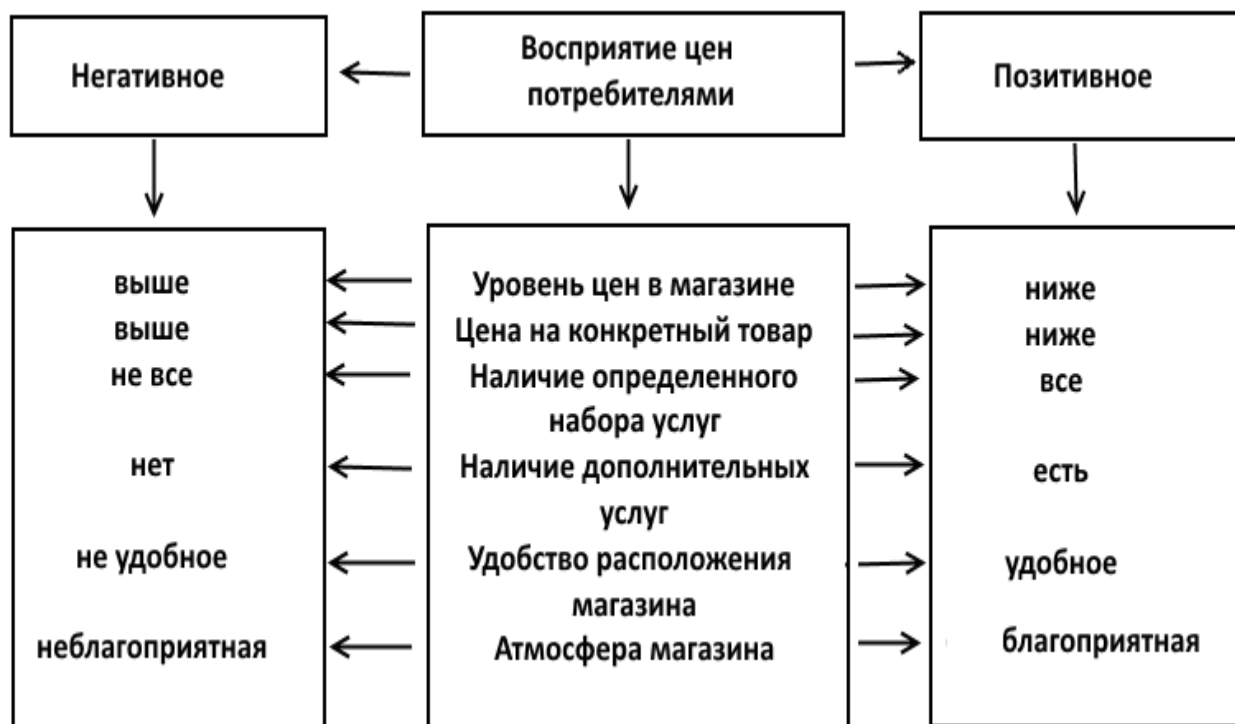 Негативное
Восприятие цен
потребителями
Позитивное
выше
Уровень цен в магазине
ниже
выше
Цена на конкретный товар
ниже
не все
Наличие определенного
набора услуг
все
нет
Наличие дополнительных
услуг
есть
не удобное
Удобство расположения
магазина
удобное
неблагоприятная
Атмосфера магазина
благоприятная